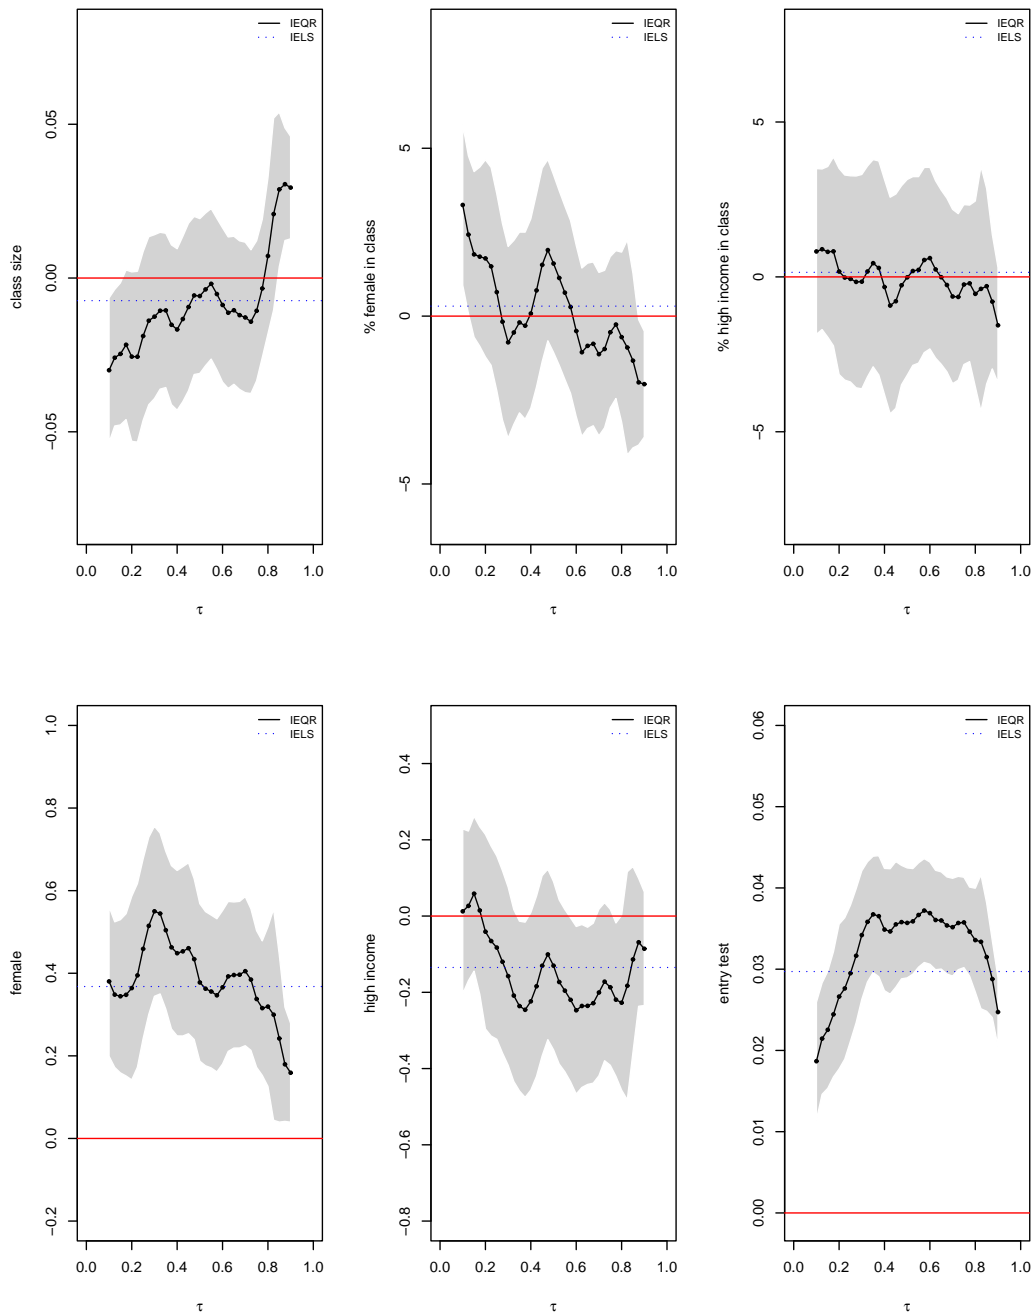 IEQR
IELS
class size
0.05
0.00
−0.05
0.0 0.2 0.4 0.6 0.8 1.0
τ
IEQR
IELS
% female in class
5
0
−5
0.0 0.2 0.4 0.6 0.8 1.0
τ
IEQR
IELS
% high income in class
5
0
−5
0.0 0.2 0.4 0.6 0.8 1.0
τ
IEQR
IELS
female
1.0
0.8
0.6
0.4
0.2
0.0
−0.2
0.0 0.2 0.4 0.6 0.8 1.0
τ
IEQR
IELS
high income
0.4
0.2
0.0
−0.2
−0.4
−0.6
−0.8
0.0 0.2 0.4 0.6 0.8 1.0
τ
IEQR
IELS
entry test
0.06
0.05
0.04
0.03
0.02
0.01
0.00
0.0 0.2 0.4 0.6 0.8 1.0
τ